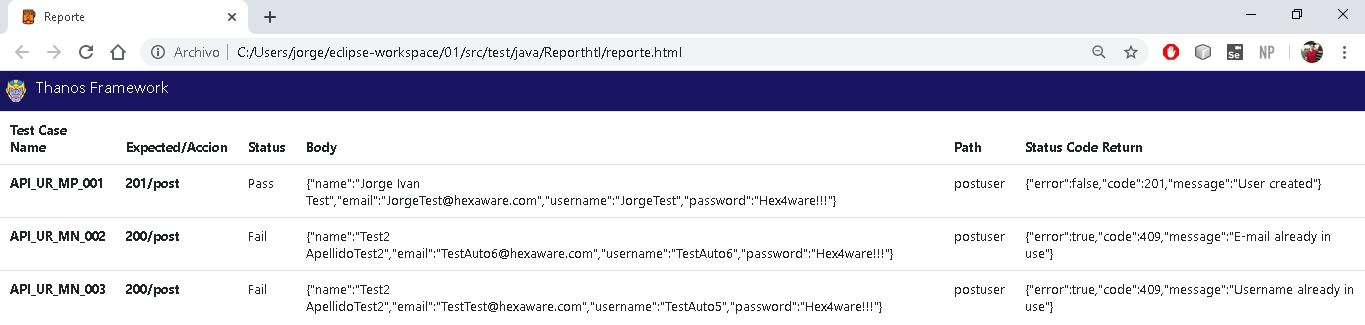 Reporte
Archivo C:/Users/jorge/eclipse-workspace/01/src/test/java/Reporthtl/reporte.html
Se NP
Thanos Framework
Test Case
Name Expected/Accion Status Body Path Status Code Return
API_UR_MP_001 201/post Pass {"name":"Jorge Ivan postuser {"error":false,"code":201,"message":"User created"}
Test","email":"JorgeTest@hexaware.com","username":"JorgeTest","password":"Hex4ware!!!"}
API_UR_MN_002 200/post Fail {"name":"Test2 postuser {"error":true,"code":409,"message":"E-mail already in
ApellidoTest2","email":"TestAuto6@hexaware.com","username":"TestAuto6","password":"Hex4ware!!!"} use"}
API_UR_MN_003 200/post Fail {"name":"Test2 postuser {"error":true,"code":409,"message":"Username already in
ApellidoTest2","email":"TestTest@hexaware.com","username":"TestAuto5","password":"Hex4ware!!!"} use"}